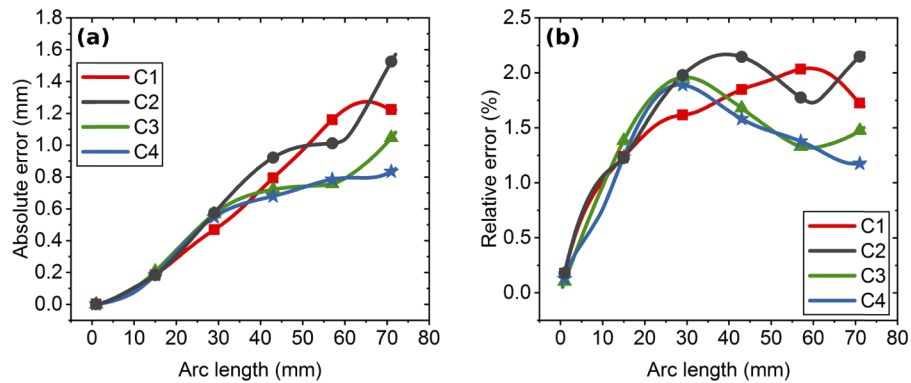 (a)
1.8
1.6
1.4
1.2
1.0
0.8
0.6
0.4
0.2
0.0
Absolute error (mm)
C1
C2
C3
C4
0 10 20 30 40 50 60 70 80
Arc length (mm)
(b)
2.5
2.0
1.5
1.0
0.5
0.0
Relative error (%)
C1
C2
C3
C4
0 10 20 30 40 50 60 70 80
Arc length (mm)